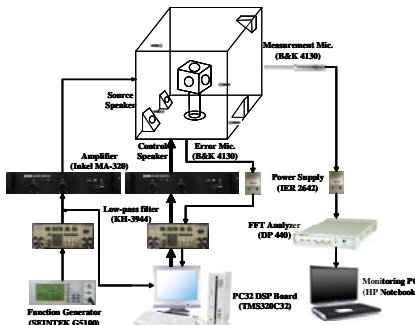 Measurement Mic.
(B&K 4130)
Source
Speaker
Control
Speaker
Error Mic.
(B&K 4130)
Amplifier
(Inkel MA-320)
Power Supply
(IER 2642)
Low-pass filter
(KH-3944)
FFT Analyzer
(DP 440)
Function Generator
(SEINTEK G5100)
PC32 DSP Board
(TMS320C32)
Monitoring PC
(HP Notebook)